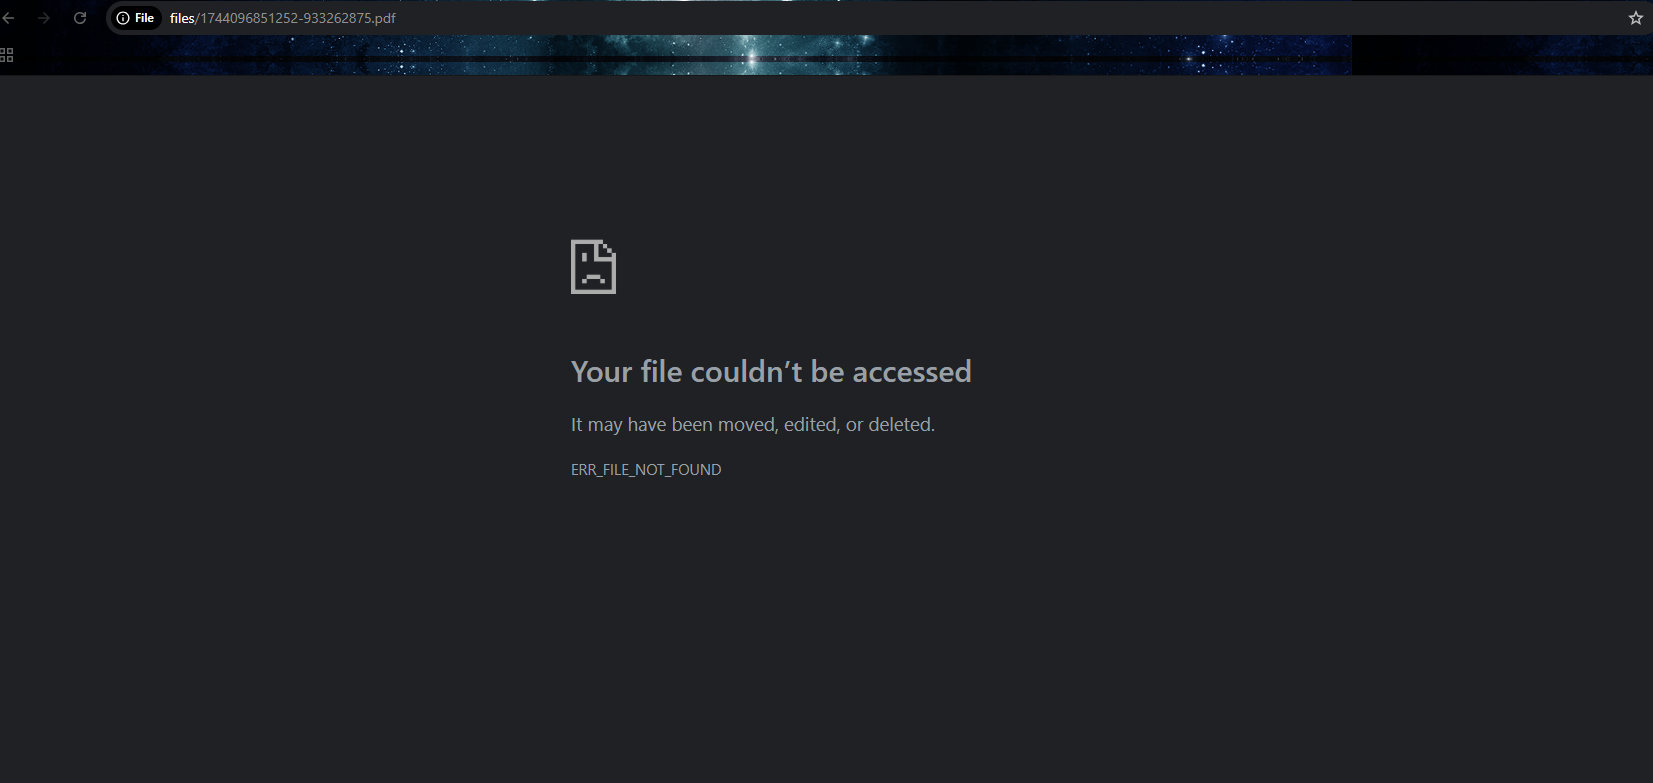 File files/1744096851252-933262875.pdf
Your file couldn’t be accessed
It may have been moved, edited, or deleted.
ERR_FILE_NOT_FOUND